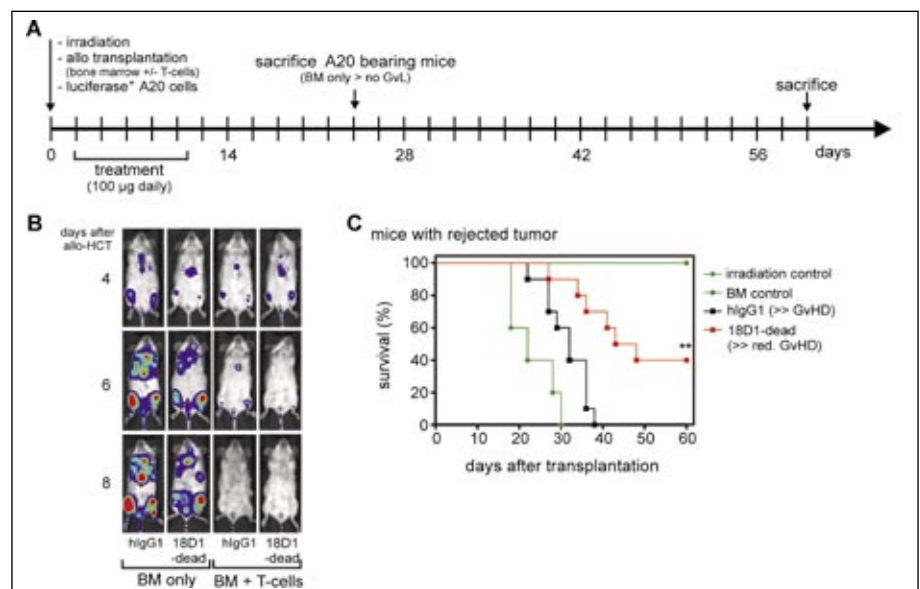 A
- irradiation
- allo transplantation
(bone marrow +/- T-cells)
- luciferase+ A20 cells
sacrifice A20 bearing mice
(BM only > no GvL)
sacrifice
0 14 28 42 56 days
treatment
(100 µg daily)
B
days after
allo-HCT
4
6
8
hIgG1 18D1-dead hIgG1 18D1-dead
BM only BM + T-cells
C
mice with rejected tumor
survival (%)
100
80
60
40
20
0
0 10 20 30 40 50 60
days after transplantation
**
irradiation control
BM control
hIgG1 (>> GvHD)
18D1-dead
(>> red. GvHD)